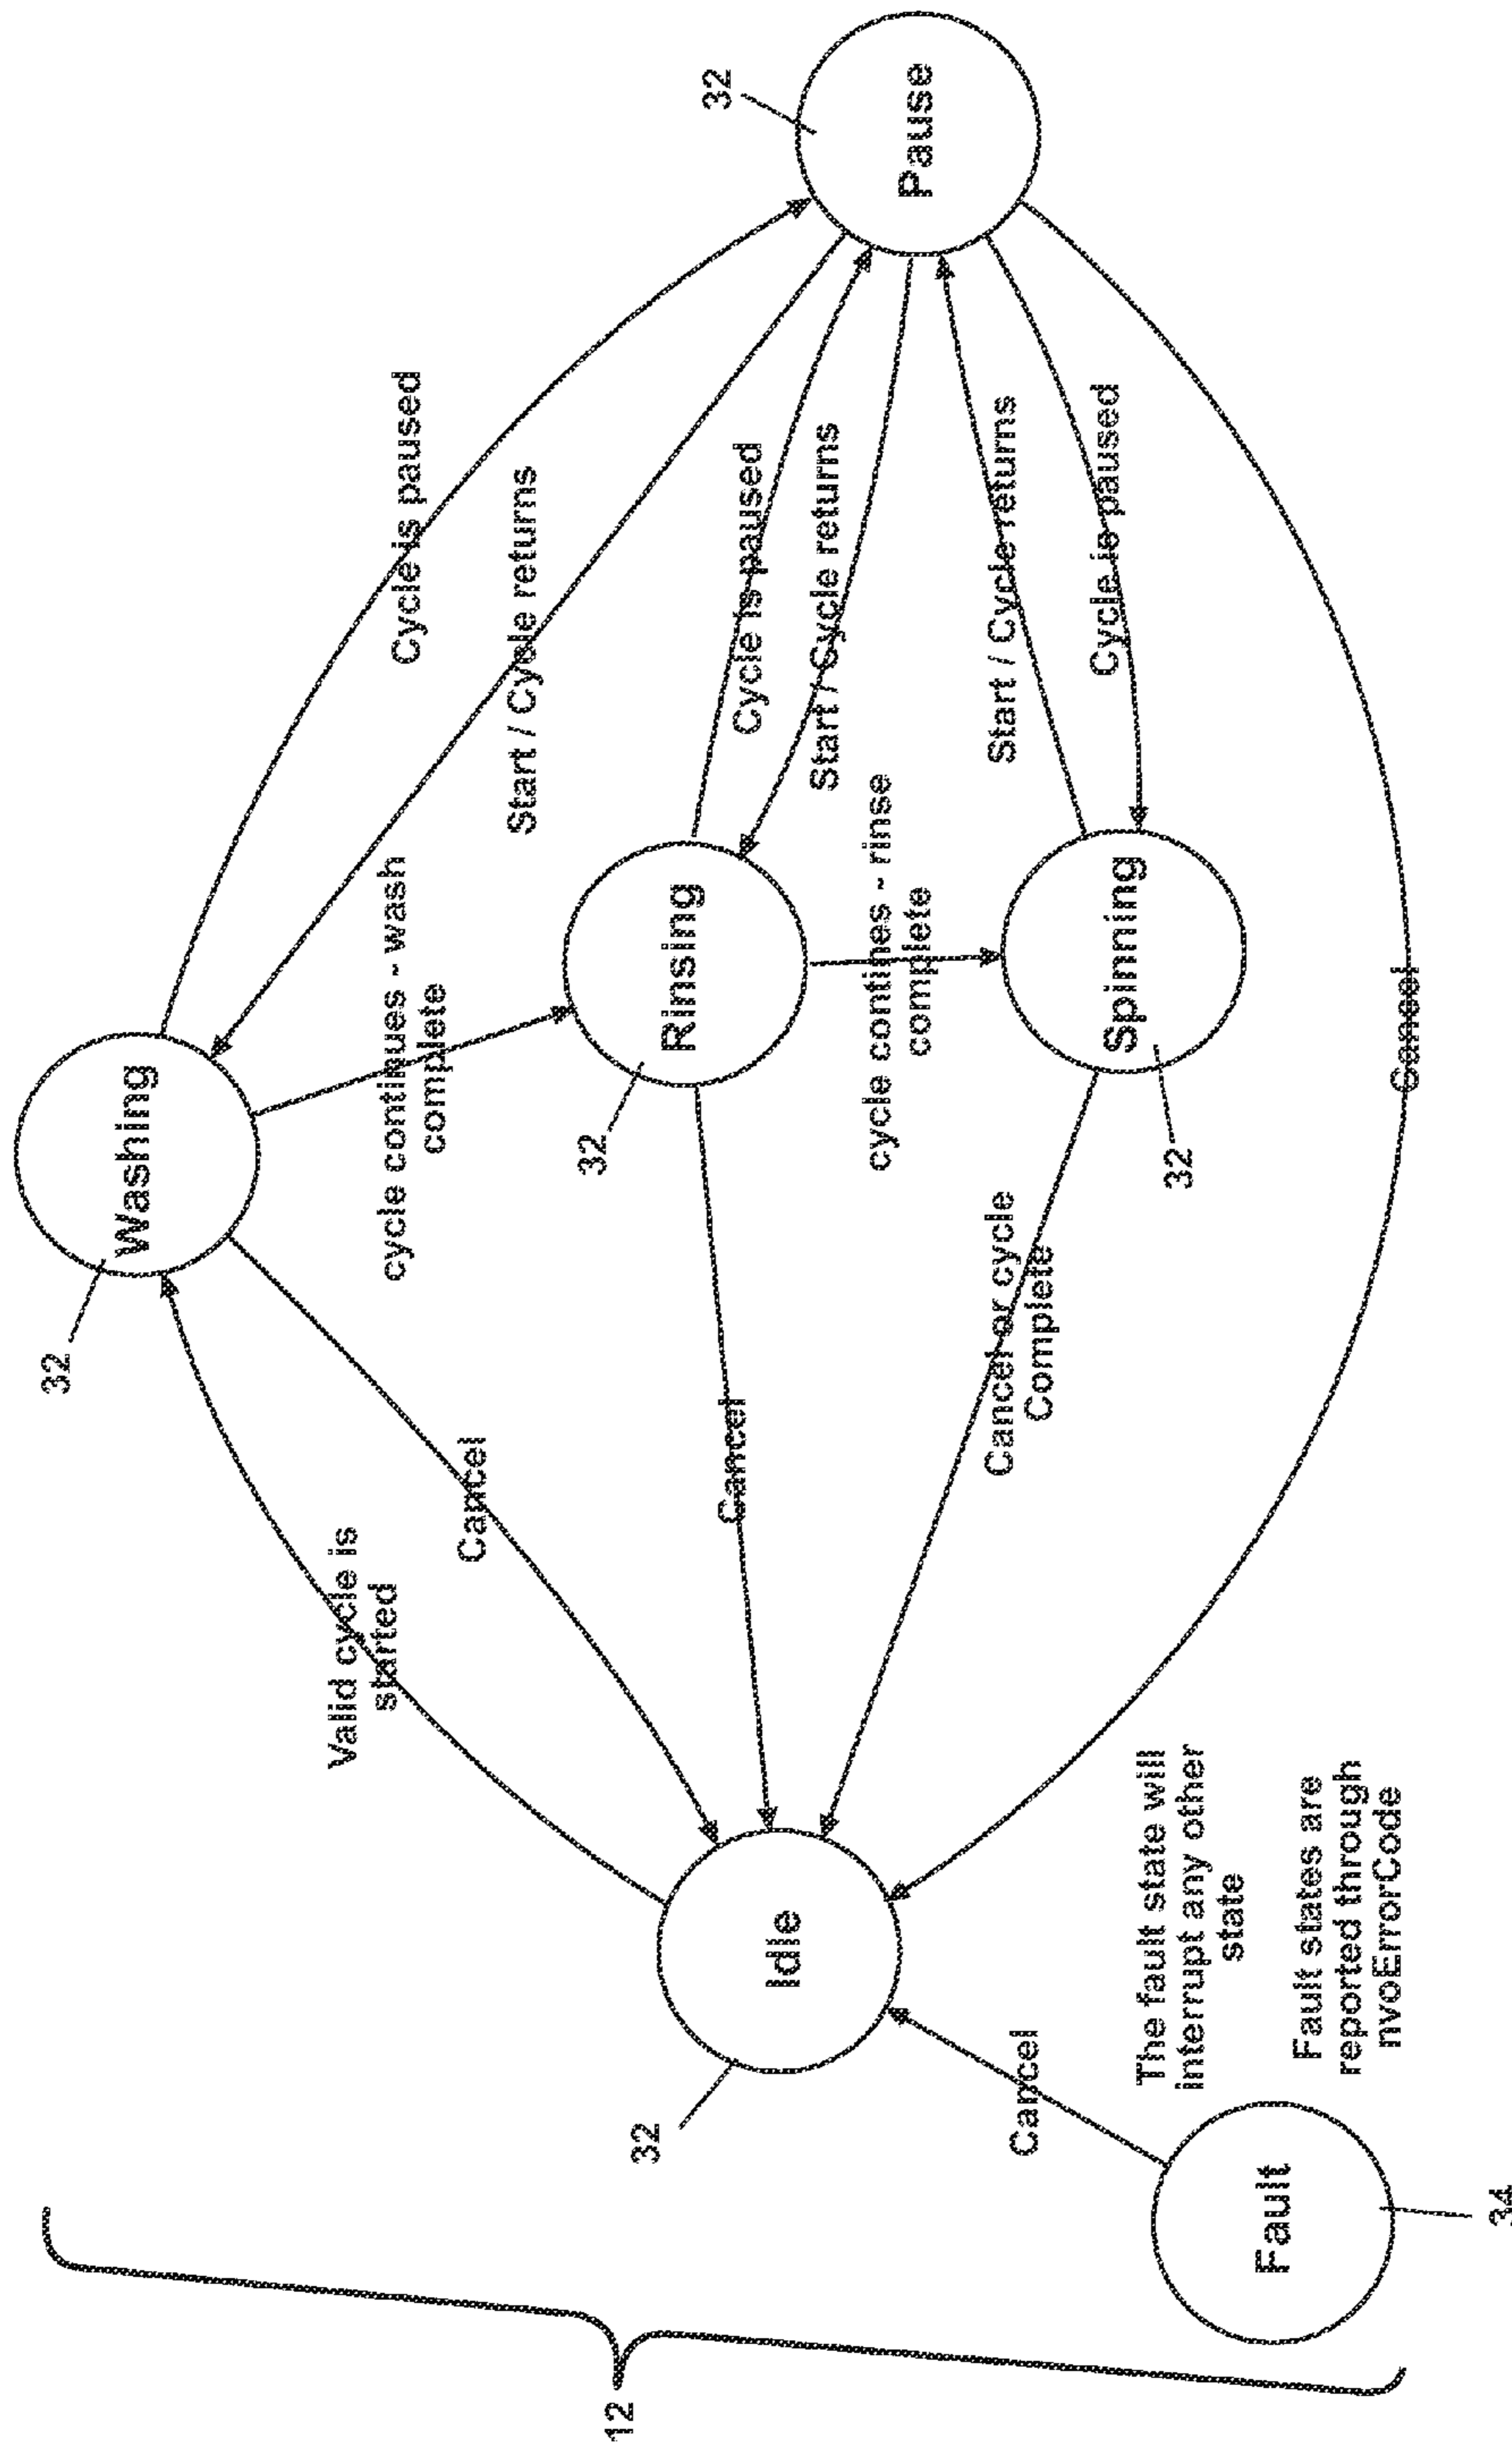 32
Washing
Valid cycle is
started
Cancel
cycle continues - wash
complete
Cycle is paused
Start / Cycle returns
32
Pause
32
Rinsing
Cycle is paused
Start / Cycle returns
Cancel
cycle contines - rinse
complete
32
Idle
32
Spinning
Start / Cycle returns
Cycle is paused
Cancel or cycle
Complete
Cancel
Cancel
The fault state will
interrupt any other
state
Fault states are
reported through
nvoErrorCode
Fault
34
12